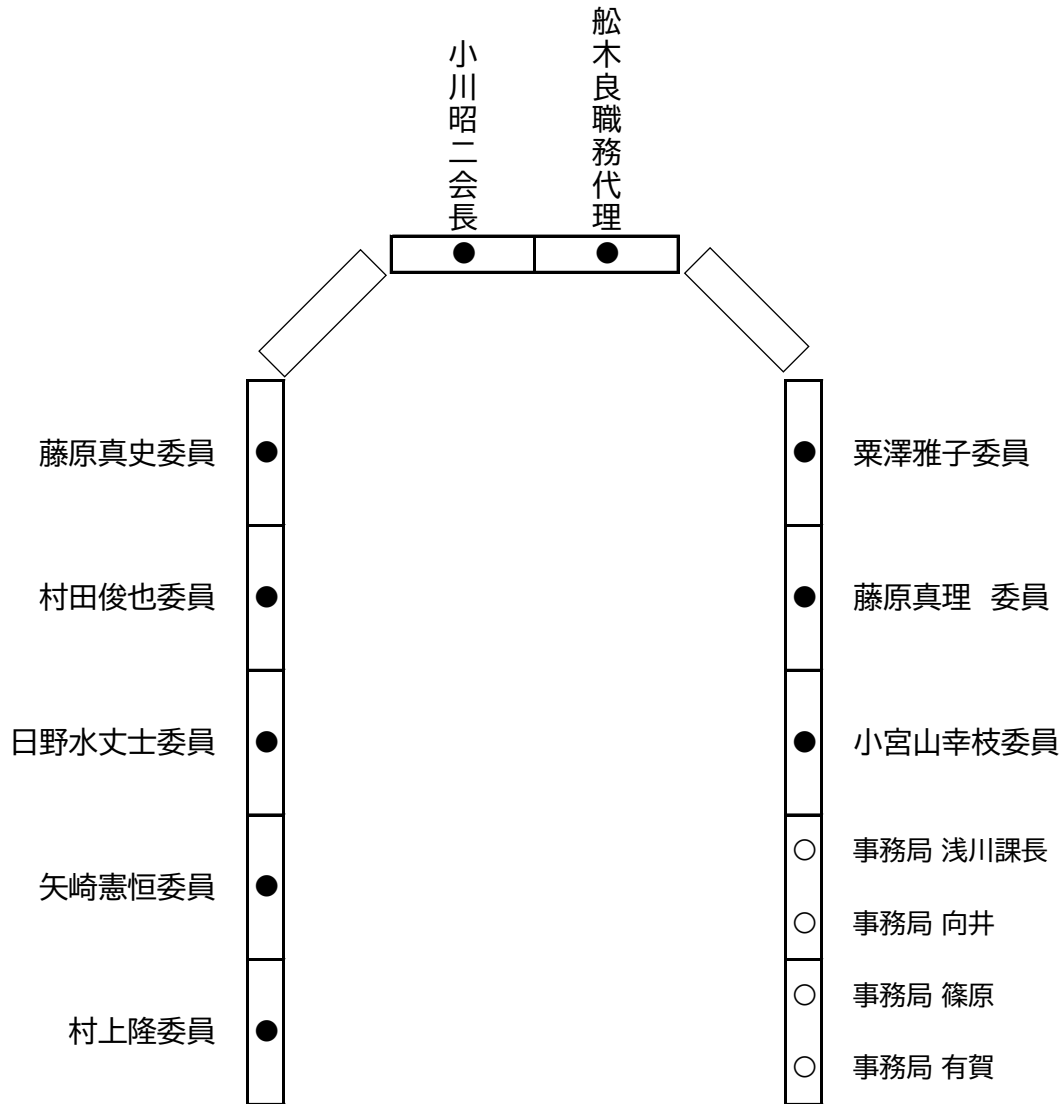 小川昭二会長
舩木良職務代理
藤原真史委員
村田俊也委員
日野水丈士委員
矢崎憲恒委員
村上隆委員
粟澤雅子委員
藤原真理 委員
小宮山幸枝委員
事務局 浅川課長
事務局 向井
事務局 篠原
事務局 有賀